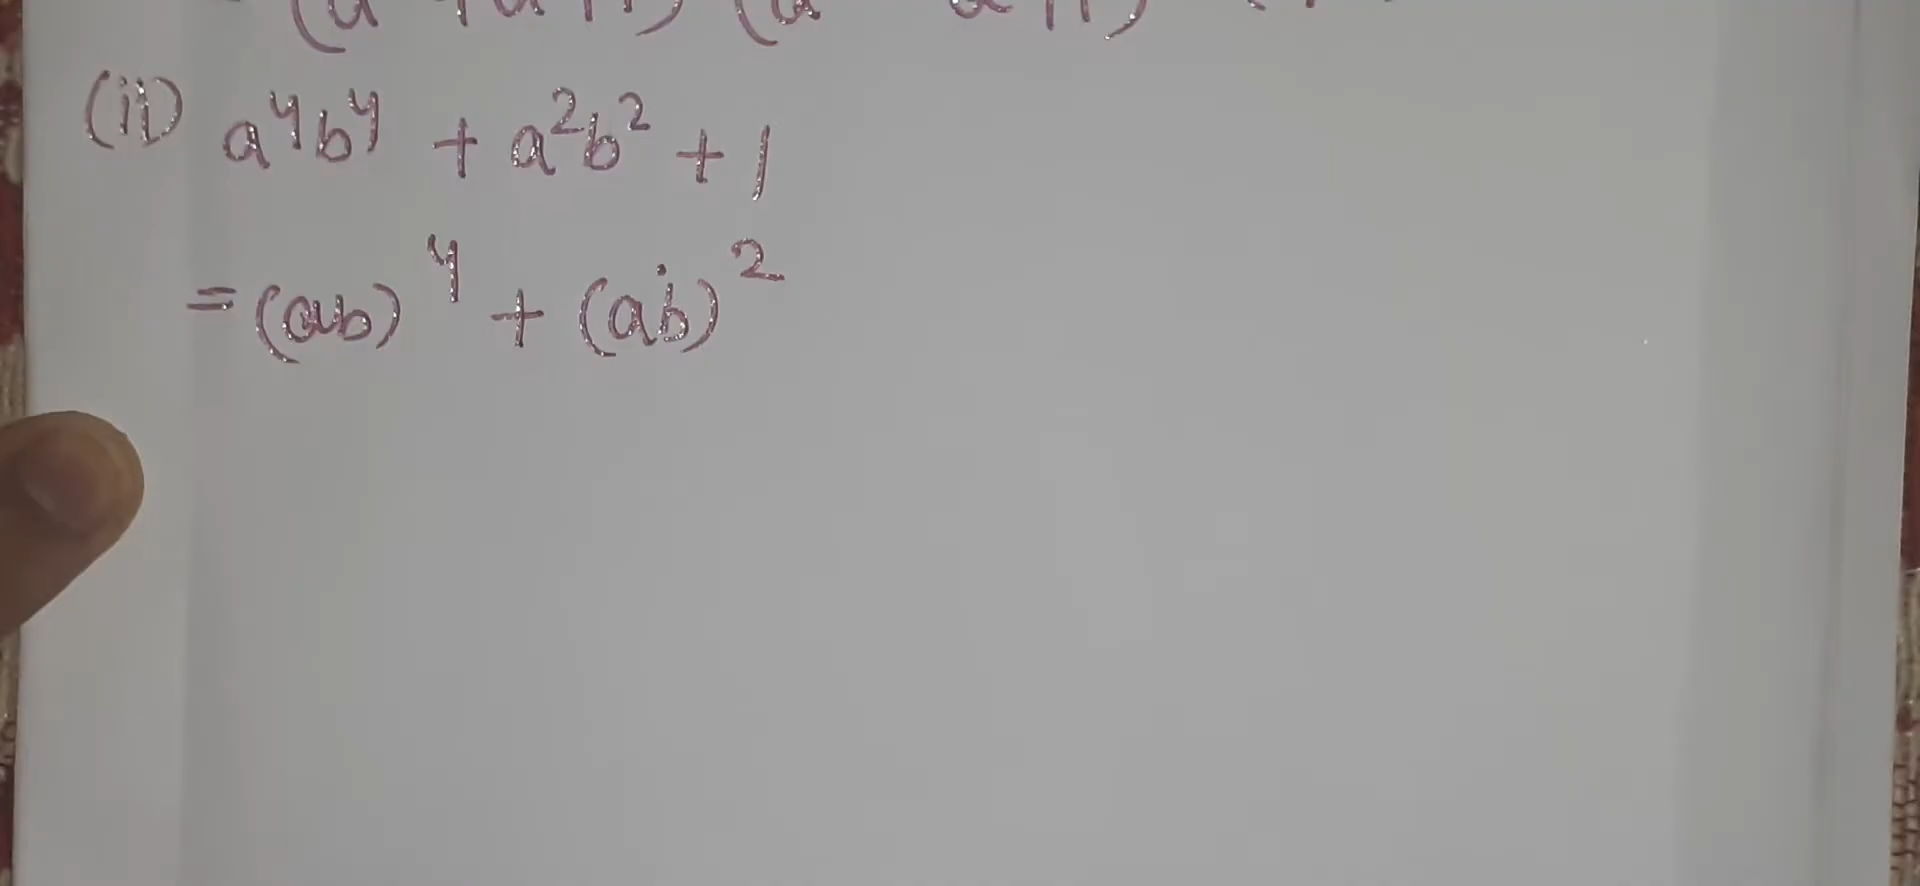 (ii) a⁴b⁴ + a²b² + 1
= (ab)⁴ + (ab)²